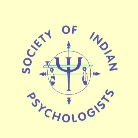 SOCIETY OF INDIAN
PSYCHOLOGISTS